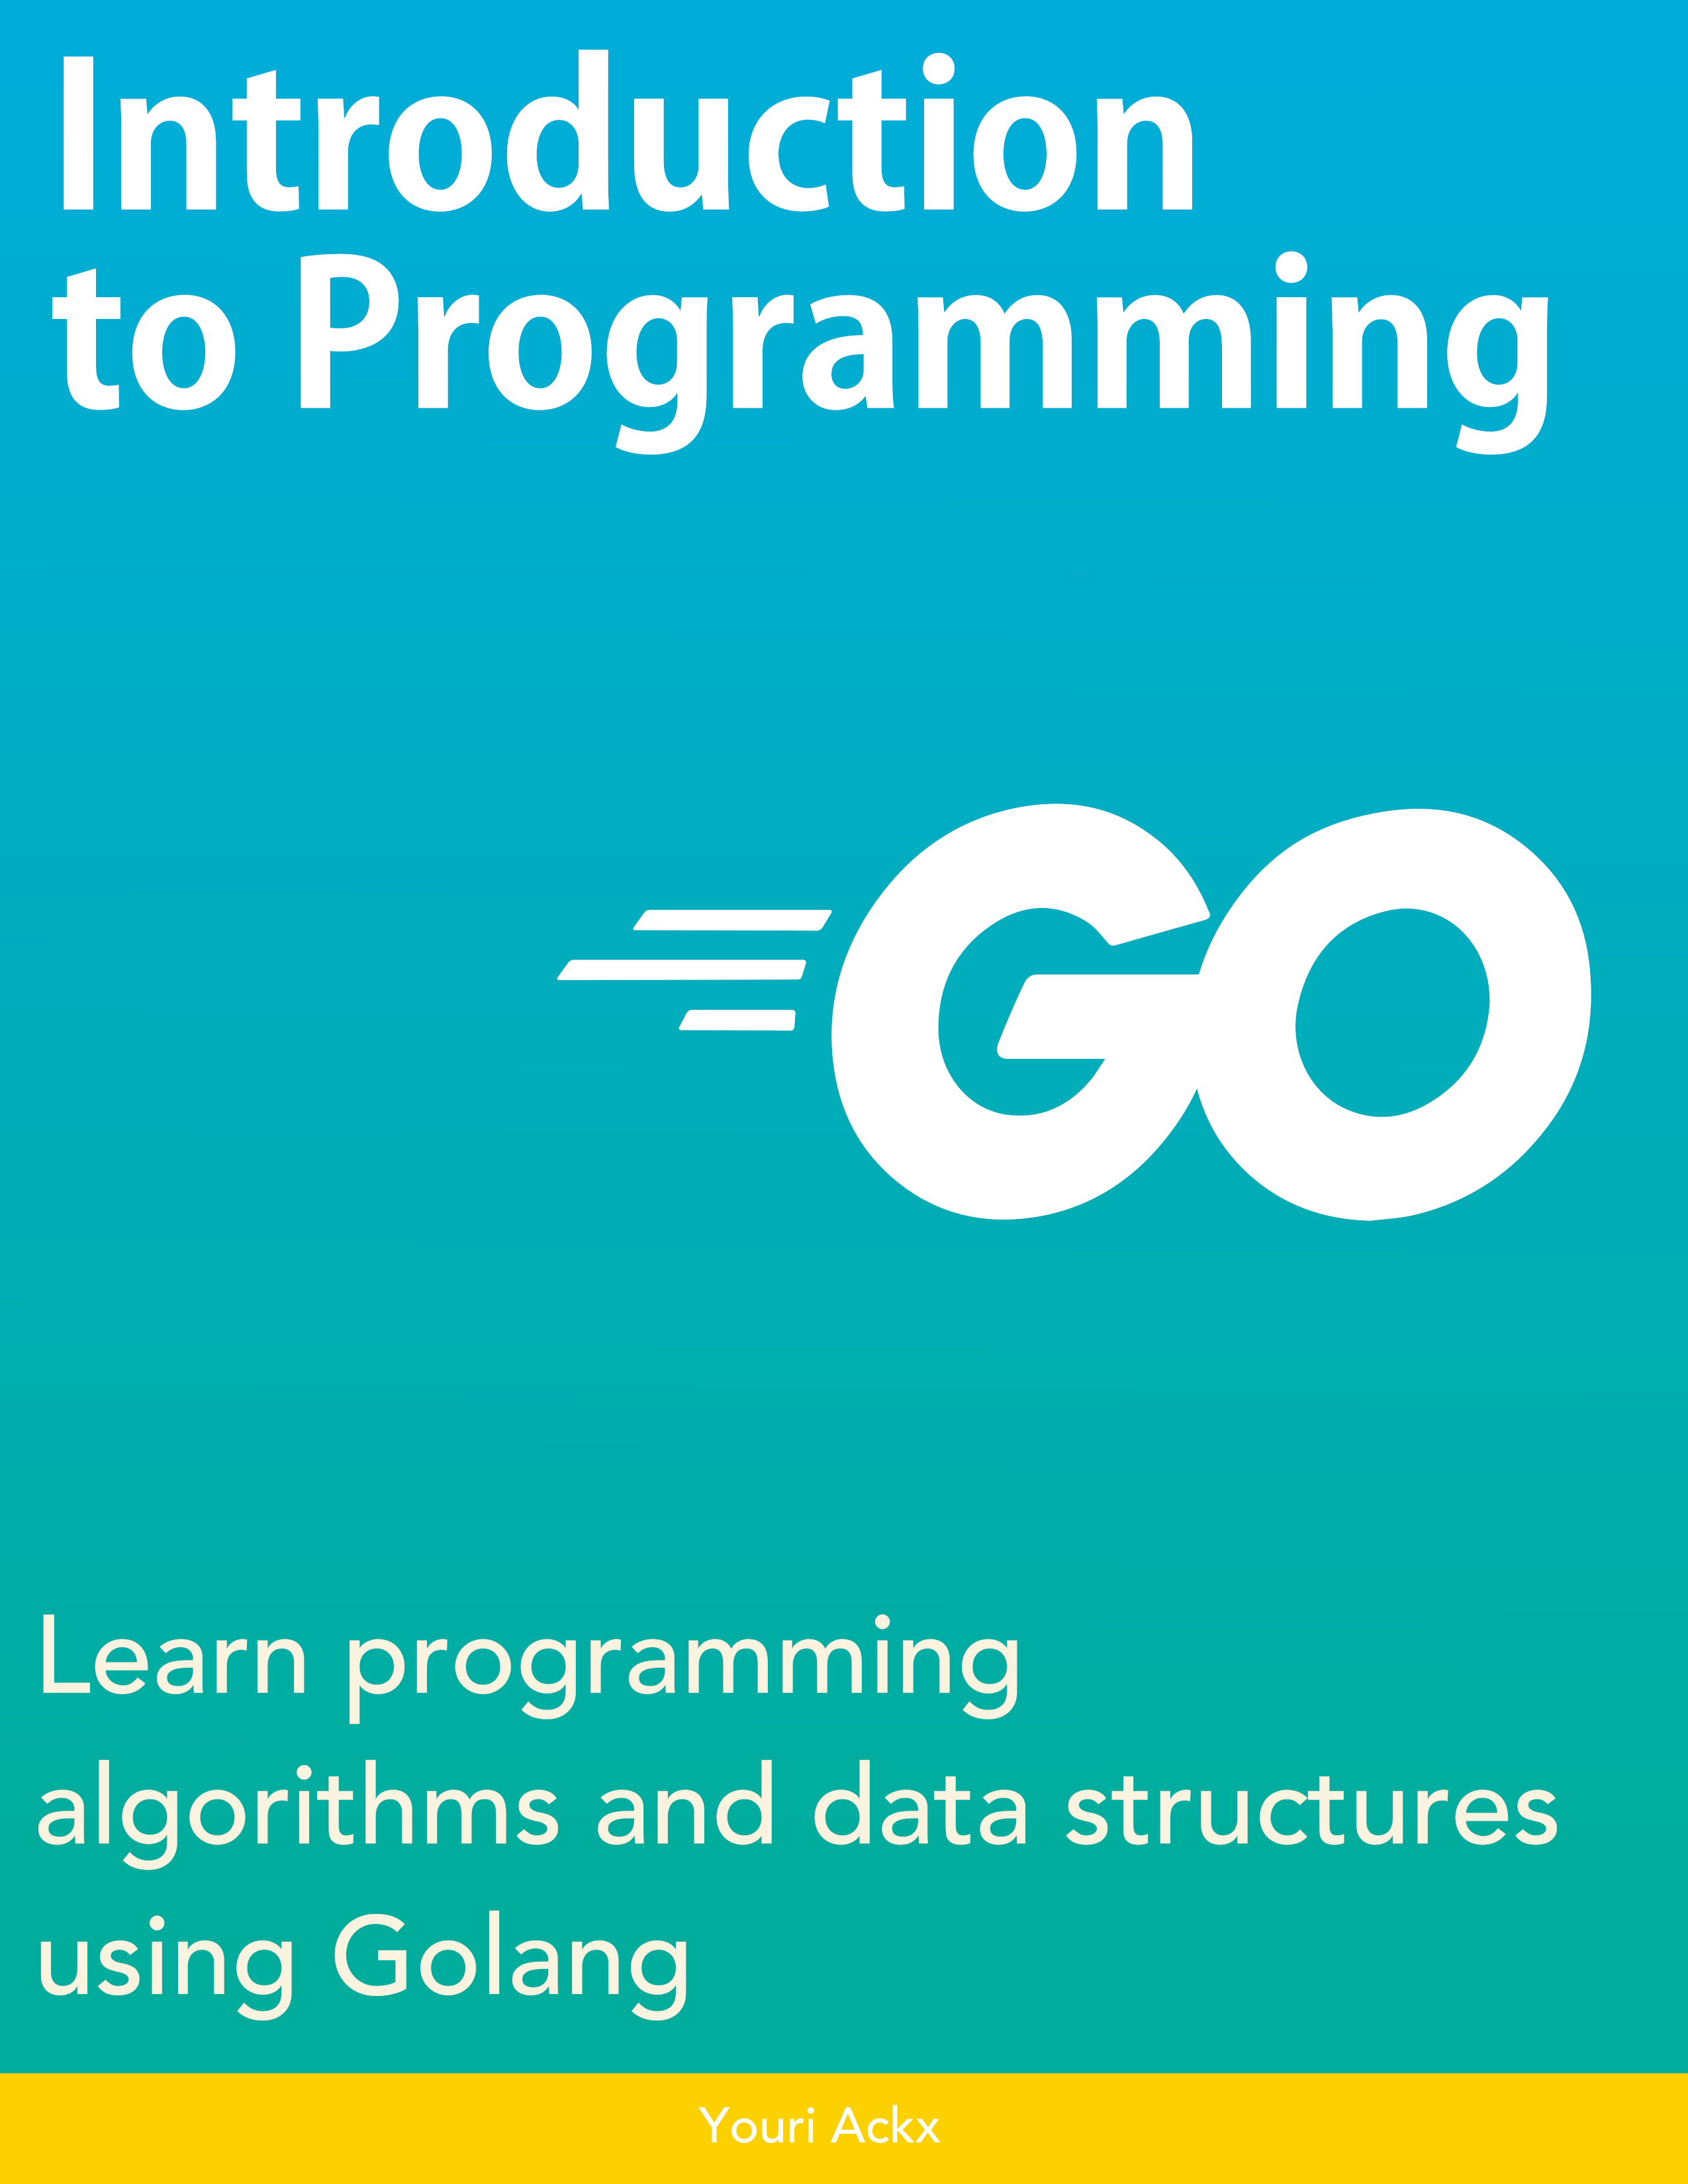 Introduction
to Programming
GO
Learn programming
algorithms and data structures
using Golang
Youri Ackx